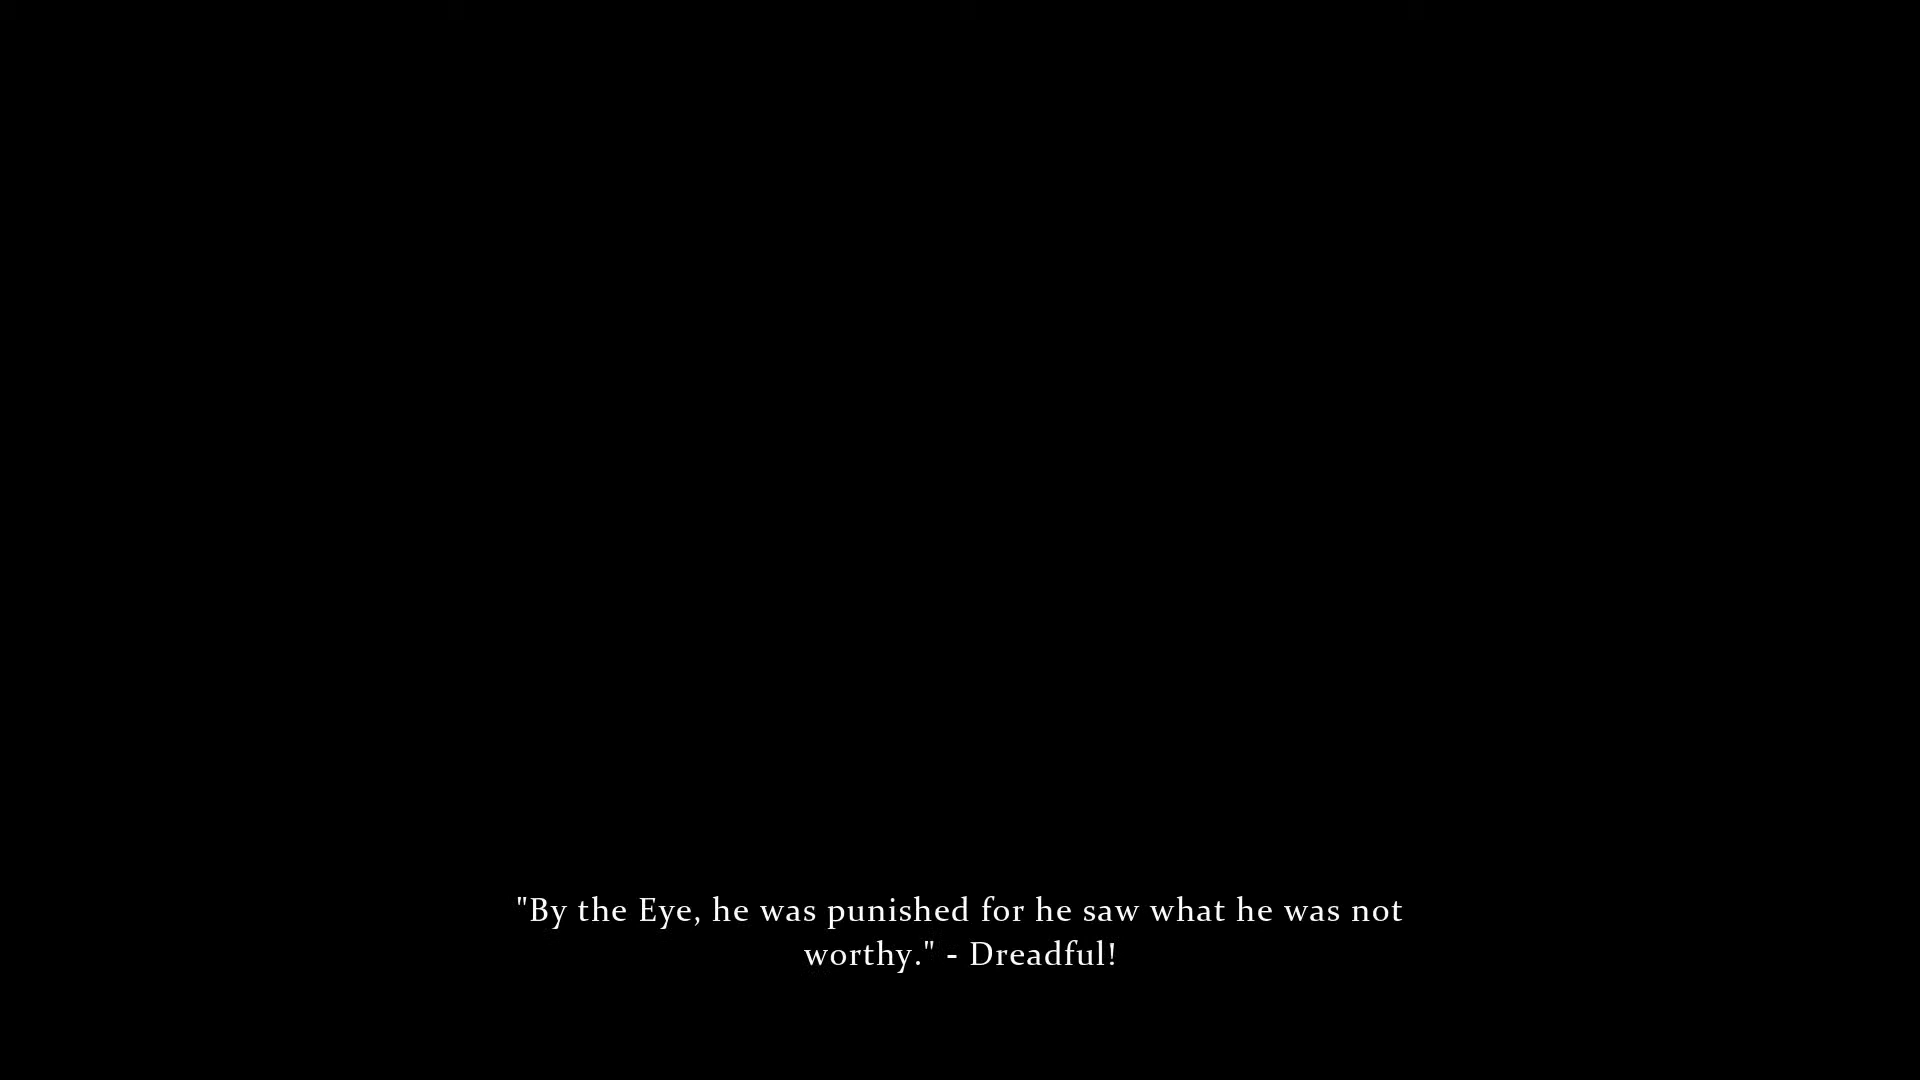 "By the Eye, he was punished for he saw what he was not
worthy." - Dreadful!